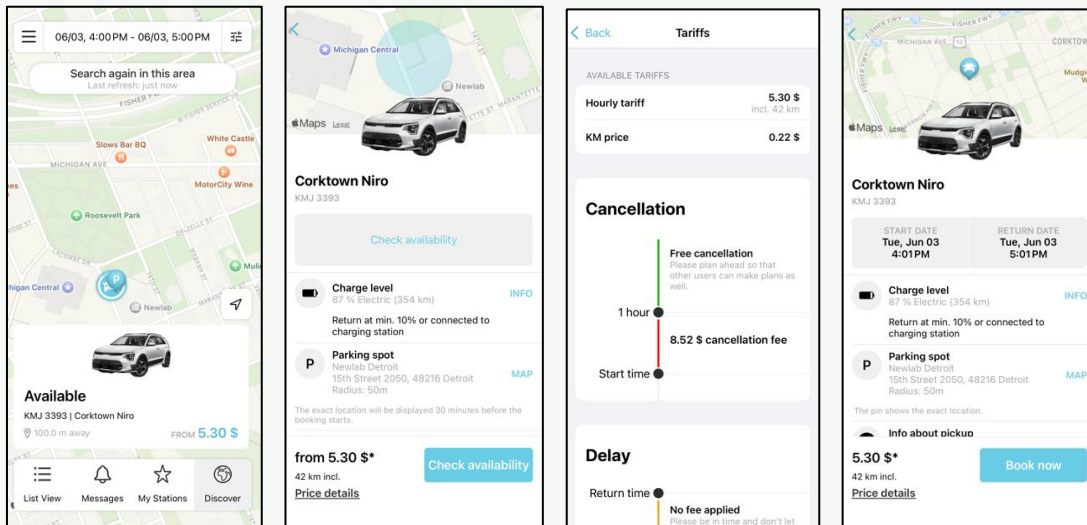 06/03, 4:00 PM - 06/03, 5:00 PM
Search again in this area
Last refresh: just now
FISHER
White Castle
Slows Bar BQ
MICHIGAN AVE
MotorCity Wine
Roosevelt Park
Michigan Central
Newlab
Available
KMJ 3393 | Corktown Niro
100.0 m away
FROM 5.30 $
List View
Messages
My Stations
Discover
Michigan Central
Newlab
MARANTETTE
Maps Legal
Corktown Niro
KMJ 3393
Check availability
Charge level
87 % Electric (354 km)
INFO
Return at min. 10% or connected to
charging station
P
Parking spot
Newlab Detroit
15th Street 2050, 48216 Detroit
Radius: 50m
MAP
The exact location will be displayed 30 minutes before the
booking starts.
from 5.30 $*
42 km incl.
Price details
Check availability
Back
Tariffs
AVAILABLE TARIFFS
Hourly tariff
5.30 $
incl. 42 km
KM price
0.22 $
Cancellation
Free cancellation
Please plan ahead so that
other users can make plans as
well.
1 hour
8.52 $ cancellation fee
Start time
Delay
Return time
No fee applied
Please be in time and don't let
FISHER FWY
MICHIGAN AVE
12
Maps
Corktown Niro
KMJ 3393
START DATE
Tue, Jun 03
4:01 PM
RETURN DATE
Tue, Jun 03
5:01 PM
Charge level
87 % Electric (354 km)
INFO
Return at min. 10% or connected to
charging station
P
Parking spot
Newlab Detroit
15th Street 2050, 48216 Detroit
Radius: 50m
MAP
The pin shows the exact location.
Info about pickup
5.30 $*
42 km incl.
Price details
Book now